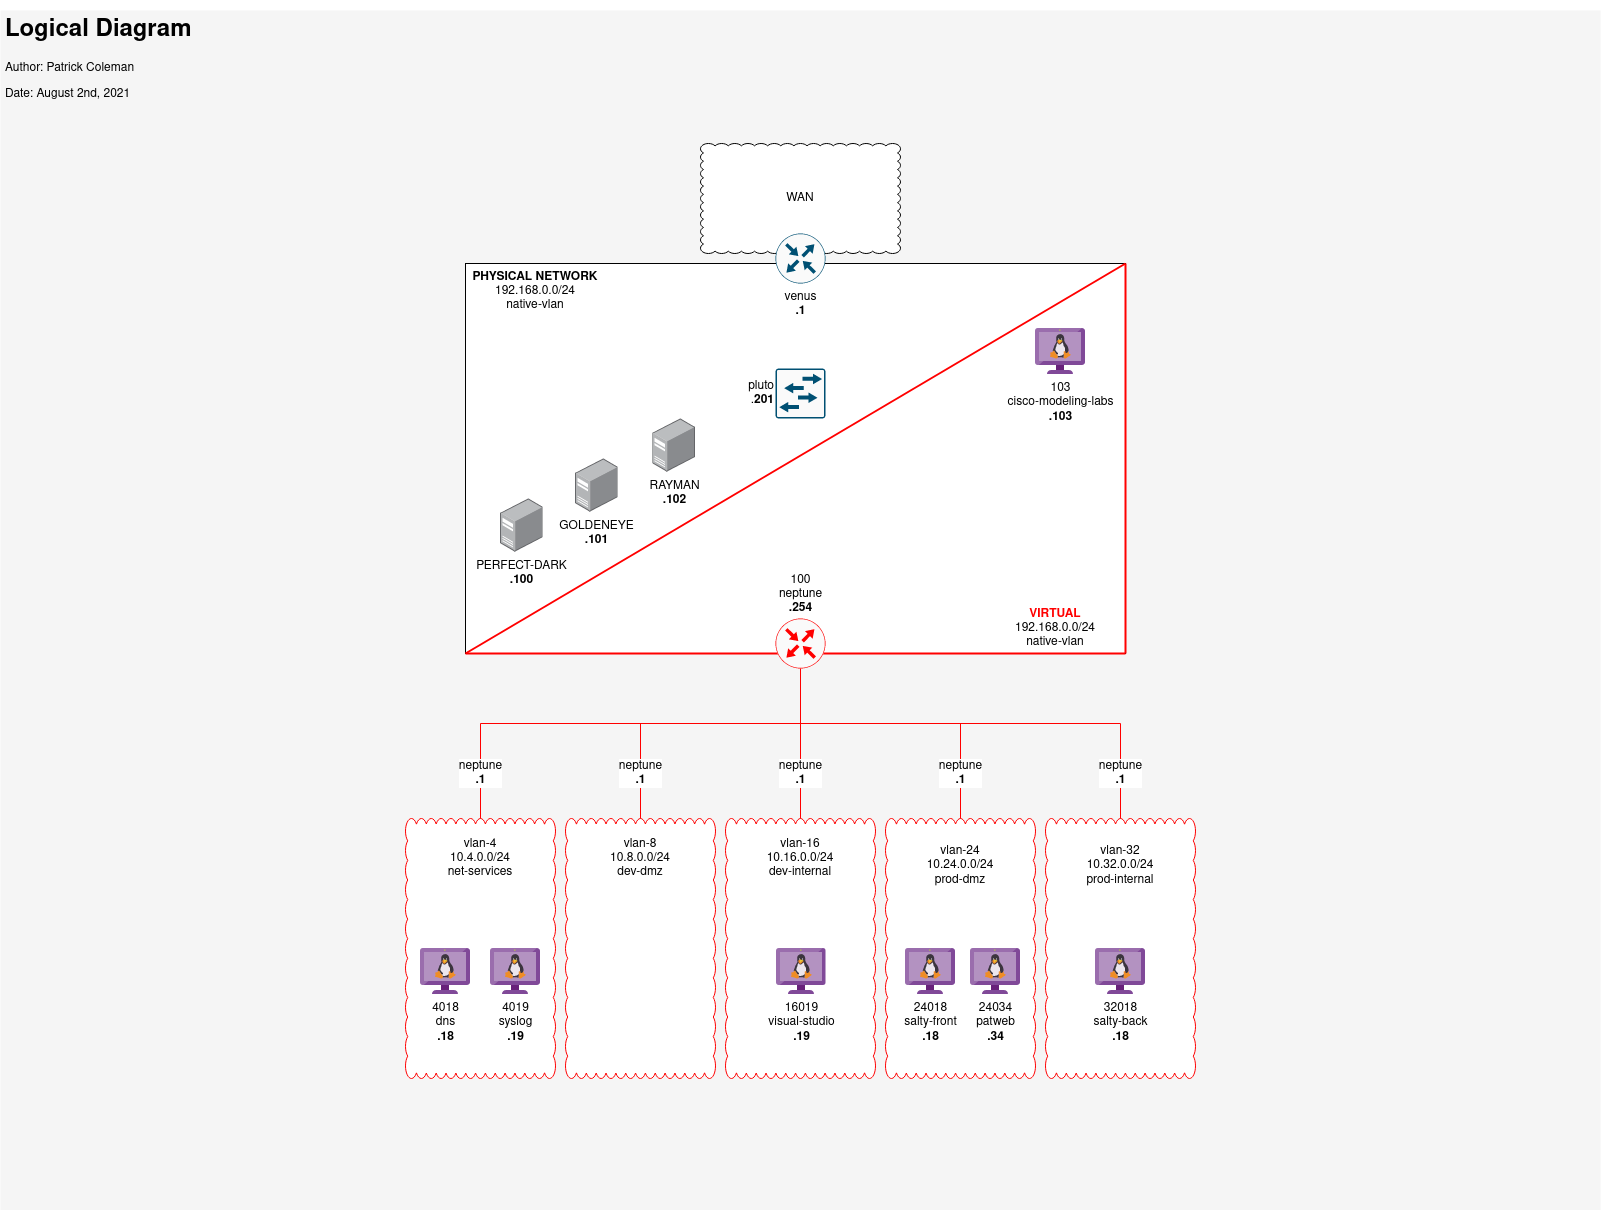 Logical Diagram
Author: Patrick Coleman
Date: August 2nd, 2021
WAN
PHYSICAL NETWORK
192.168.0.0/24
native-vlan
venus
.1
pluto
.201
103
cisco-modeling-labs
.103
RAYMAN
.102
GOLDENEYE
.101
PERFECT-DARK
.100
100
neptune
.254
VIRTUAL
192.168.0.0/24
native-vlan
neptune
.1
neptune
.1
neptune
.1
neptune
.1
neptune
.1
vlan-4
10.4.0.0/24
net-services
4018
dns
.18
4019
syslog
.19
vlan-8
10.8.0.0/24
dev-dmz
vlan-16
10.16.0.0/24
dev-internal
16019
visual-studio
.19
vlan-24
10.24.0.0/24
prod-dmz
24018
salty-front
.18
24034
patweb
.34
vlan-32
10.32.0.0/24
prod-internal
32018
salty-back
.18